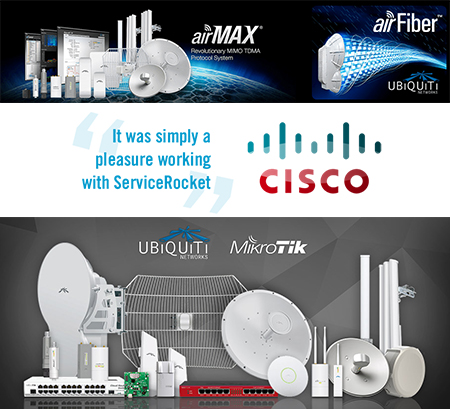 airMAX®
Revolutionary MIMO TDMA
Protocol System
airFiber™
UBiQUiTi
NETWORKS
“It was simply a
pleasure working
with ServiceRocket”
CISCO
UBiQUiTi
NETWORKS
MikroTik